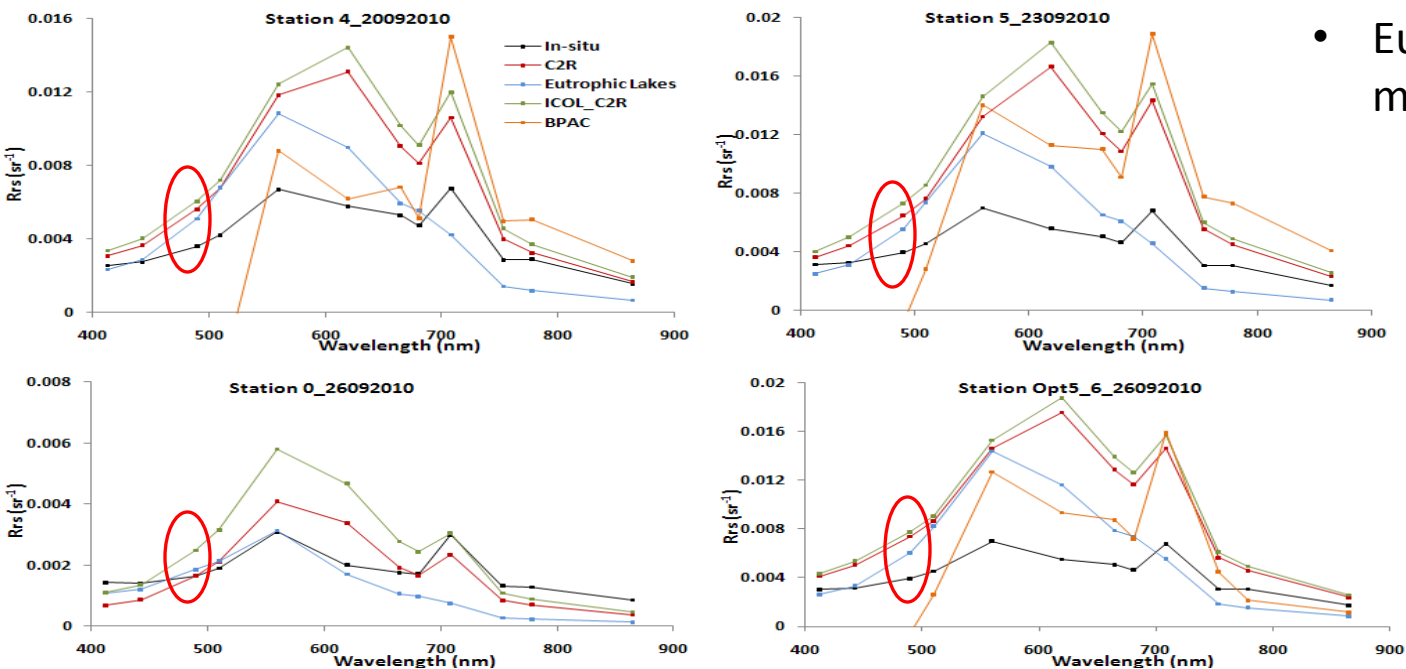 Station 4_20092010
0.016
0.012
0.008
0.004
0
Rrs (sr-1)
In-situ
C2R
Eutrophic Lakes
ICOL_C2R
BPAC
400 500 600 700 800 900
Wavelength (nm)
Station 5_23092010
0.02
0.016
0.012
0.008
0.004
0
Rrs (sr-1)
400 500 600 700 800 900
Wavelength (nm)
• Eu
m
Station 0_26092010
0.008
0.006
0.004
0.002
0
Rrs (sr-1)
400 500 600 700 800 900
Wavelength (nm)
Station Opt5_6_26092010
0.02
0.016
0.012
0.008
0.004
0
Rrs (sr-1)
400 500 600 700 800 900
Wavelength (nm)